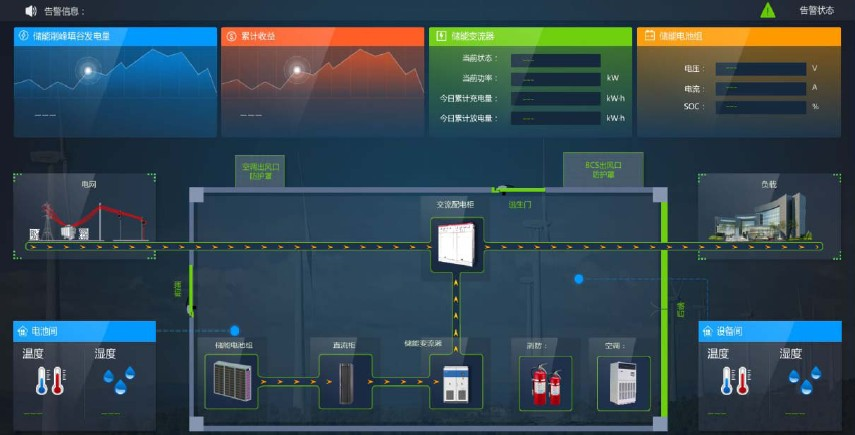 告警信息：
告警状态
储能削峰填谷发电量
---
累计收益
---
储能变流器
当前状态：
---
当前功率：
---
kW
今日累计充电量：
---
kW·h
今日累计放电量：
---
kW·h
储能电池组
电压：
---
V
电流：
---
A
SOC：
---
%
空调出风口
防护罩
BCS出风口
防护罩
电网
交流配电柜
逃生门
负载
前端
后端
电池间
温度
湿度
储能电池组
直流柜
储能变流器
消防：
空调：
设备间
温度
湿度